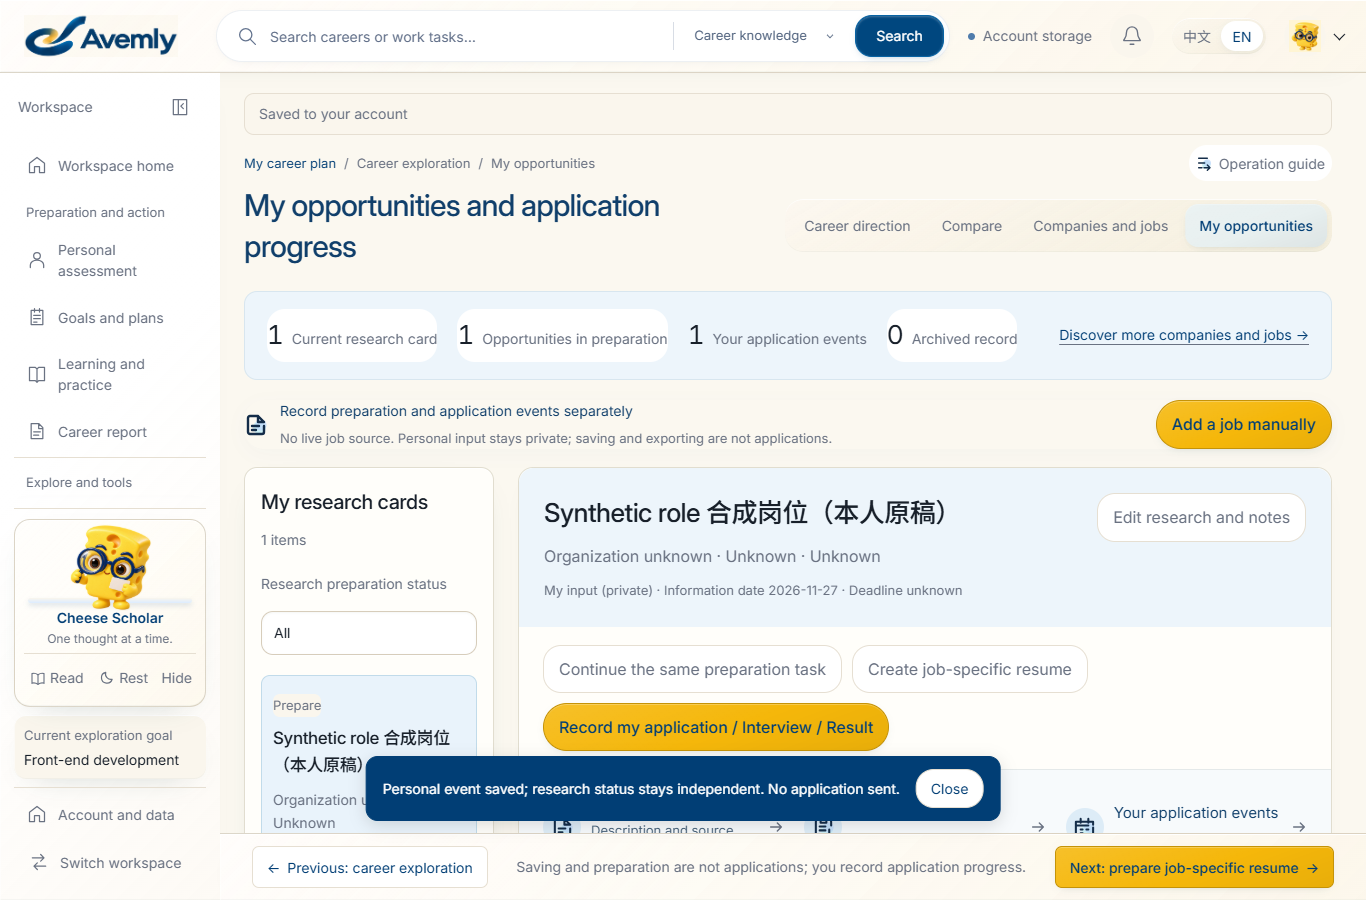 Avemly
Search careers or work tasks...
Career knowledge
Search
Account storage
中文
EN
Workspace
Workspace home
Preparation and action
Personal
assessment
Goals and plans
Learning and
practice
Career report
Explore and tools
Cheese Scholar
One thought at a time.
Read
Rest
Hide
Current exploration goal
Front-end development
Account and data
Switch workspace
Saved to your account
My career plan / Career exploration / My opportunities
Operation guide
My opportunities and application
progress
Career direction
Compare
Companies and jobs
My opportunities
1 Current research card
1 Opportunities in preparation
1 Your application events
0 Archived record
Discover more companies and jobs →
Record preparation and application events separately
No live job source. Personal input stays private; saving and exporting are not applications.
Add a job manually
My research cards
1 items
Research preparation status
All
Prepare
Synthetic role 合成岗位
（本人原稿）
Organization u
Unknown
Synthetic role 合成岗位（本人原稿）
Organization unknown · Unknown · Unknown
My input (private) · Information date 2026-11-27 · Deadline unknown
Edit research and notes
Continue the same preparation task
Create job-specific resume
Record my application / Interview / Result
Description and source
→
→
Your application events
→
Personal event saved; research status stays independent. No application sent.
Close
← Previous: career exploration
Saving and preparation are not applications; you record application progress.
Next: prepare job-specific resume →